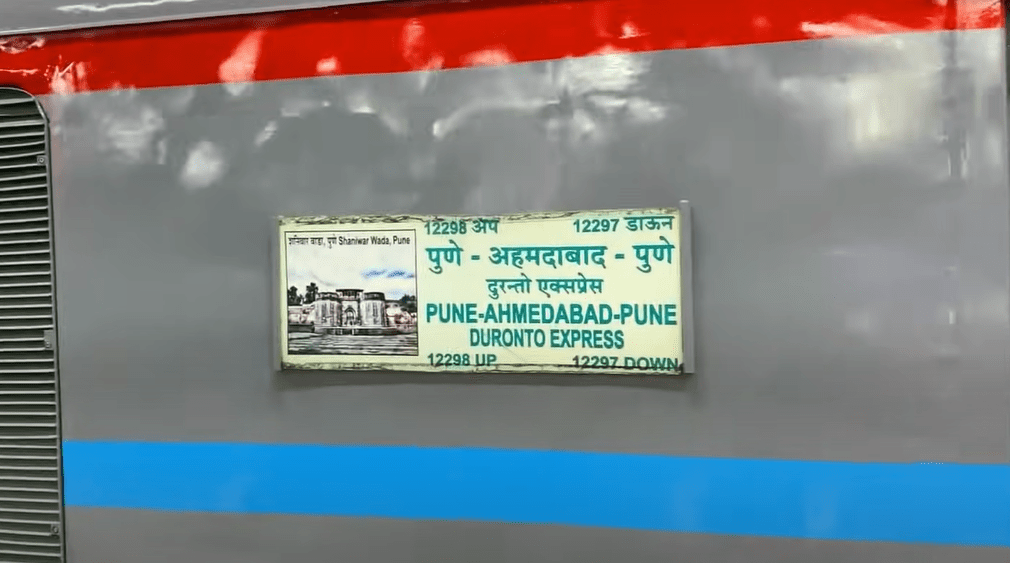 शनिवार वाडा, पुणे Shaniwar Wada, Pune
12298 अप 12297 डाऊन
पुणे - अहमदाबाद - पुणे
दुरन्तो एक्सप्रेस
PUNE-AHMEDABAD-PUNE
DURONTO EXPRESS
12298 UP 12297 DOWN